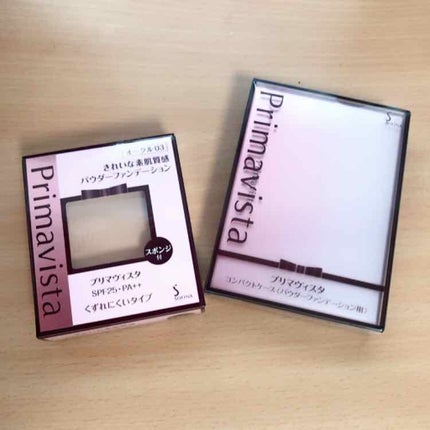 オークル03
きれいな素肌質感
パウダーファンデーション
Primavista
スポンジ
付
プリマヴィスタ
SPF25・PA++
くずれにくいタイプ
S
SOFINA
Primavista
S
プリマヴィスタ
コンパクトケース(パウダーファンデーション用)